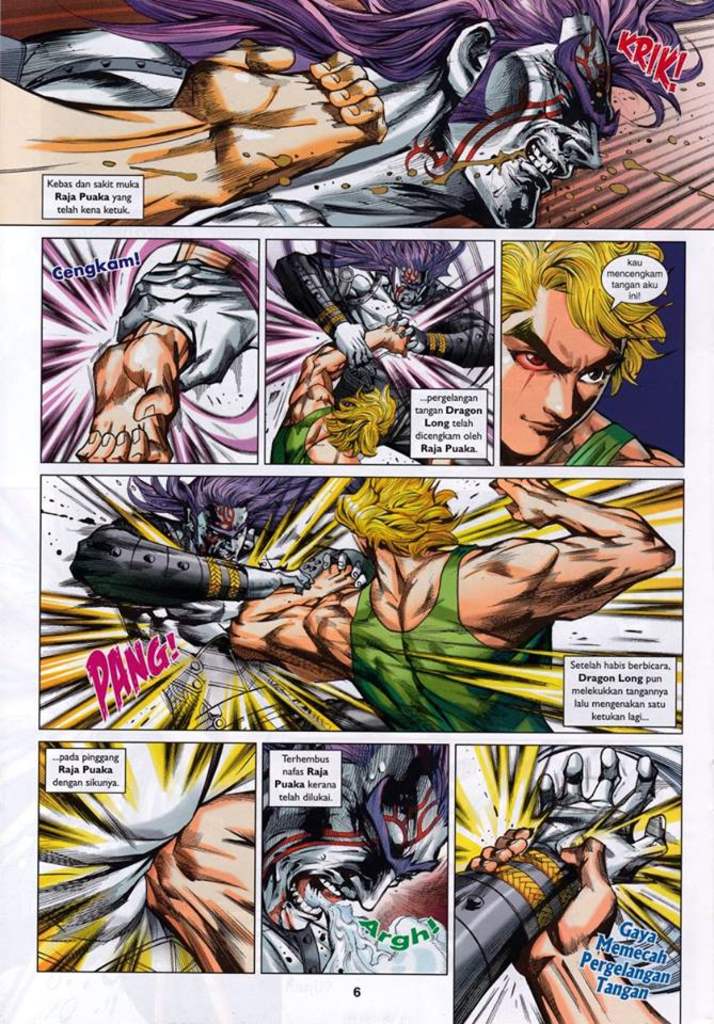 KRIK!
Kebas dan sakit muka
Raja Puaka yang
telah kena ketuk.
Cengkam!
...pergelangan
tangan Dragon
Long telah
dicengkam oleh
Raja Puaka.
kau
mencengkam
tangan aku
ini!
PANG!
Setelah habis berbicara,
Dragon Long pun
melekukkan tangannya
lalu mengenakan satu
ketukan lagi...
...pada pinggang
Raja Puaka
dengan sikunya.
Terhembus
nafas Raja
Puaka kerana
telah dilukai.
Argh!
Gaya
Memecah
Pergelangan
Tangan
6